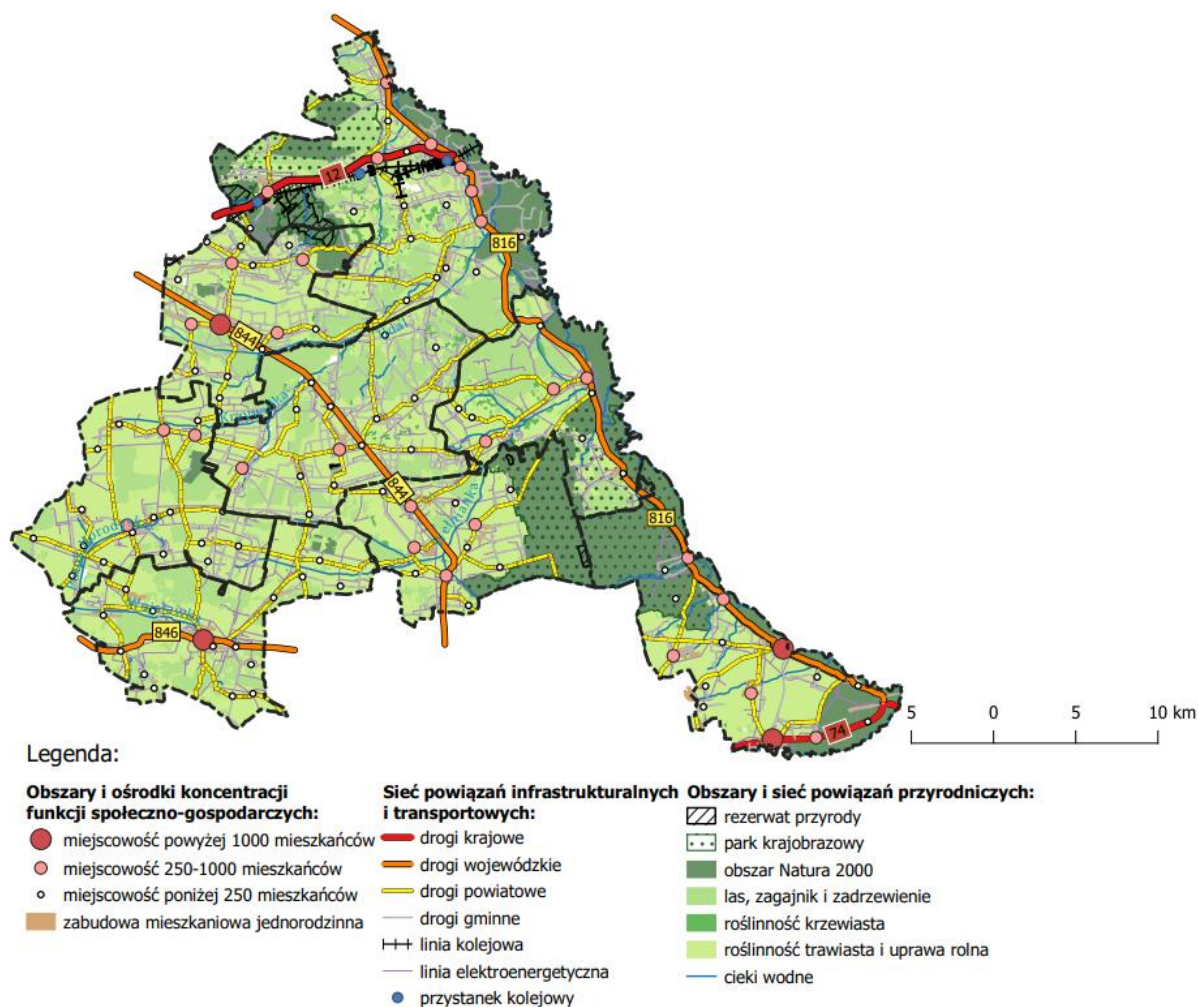 12
816
844
Udal
Krzywólka
844
ełnianka
816
846
74
5 0 5 10 km
Legenda:
Obszary i ośrodki koncentracji
funkcji społeczno-gospodarczych:
miejscowość powyżej 1000 mieszkańców
miejscowość 250-1000 mieszkańców
miejscowość poniżej 250 mieszkańców
zabudowa mieszkaniowa jednorodzinna
Sieć powiązań infrastrukturalnych
i transportowych:
drogi krajowe
drogi wojewódzkie
drogi powiatowe
drogi gminne
linia kolejowa
linia elektroenergetyczna
przystanek kolejowy
Obszary i sieć powiązań przyrodniczych:
rezerwat przyrody
park krajobrazowy
obszar Natura 2000
las, zagajnik i zadrzewienie
roślinność krzewiasta
roślinność trawiasta i uprawa rolna
cieki wodne